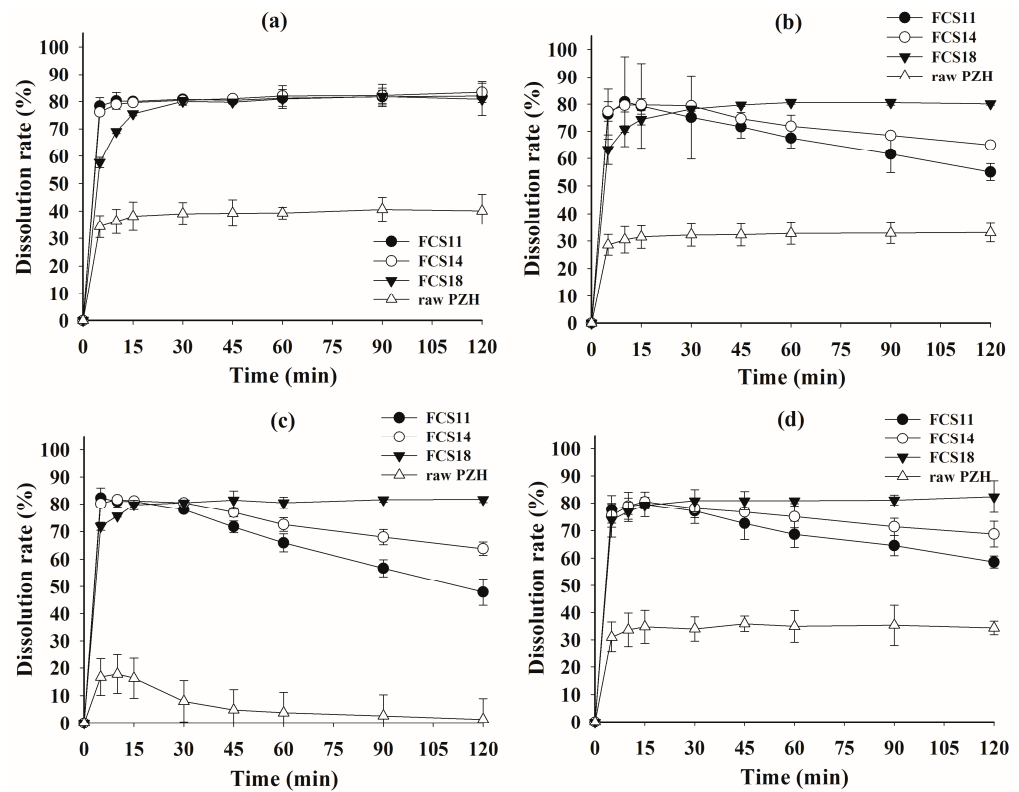 (a)
100
90
80
70
60
50
40
30
20
10
0
Dissolution rate (%)
FCS11
FCS14
FCS18
raw PZH
0 15 30 45 60 75 90 105 120
Time (min)
(b)
FCS11
FCS14
FCS18
raw PZH
100
90
80
70
60
50
40
30
20
10
0
Dissolution rate (%)
0 15 30 45 60 75 90 105 120
Time (min)
(c)
FCS11
FCS14
FCS18
raw PZH
100
90
80
70
60
50
40
30
20
10
0
Dissolution rate (%)
0 15 30 45 60 75 90 105 120
Time (min)
(d)
FCS11
FCS14
FCS18
raw PZH
100
90
80
70
60
50
40
30
20
10
0
Dissolution rate (%)
0 15 30 45 60 75 90 105 120
Time (min)